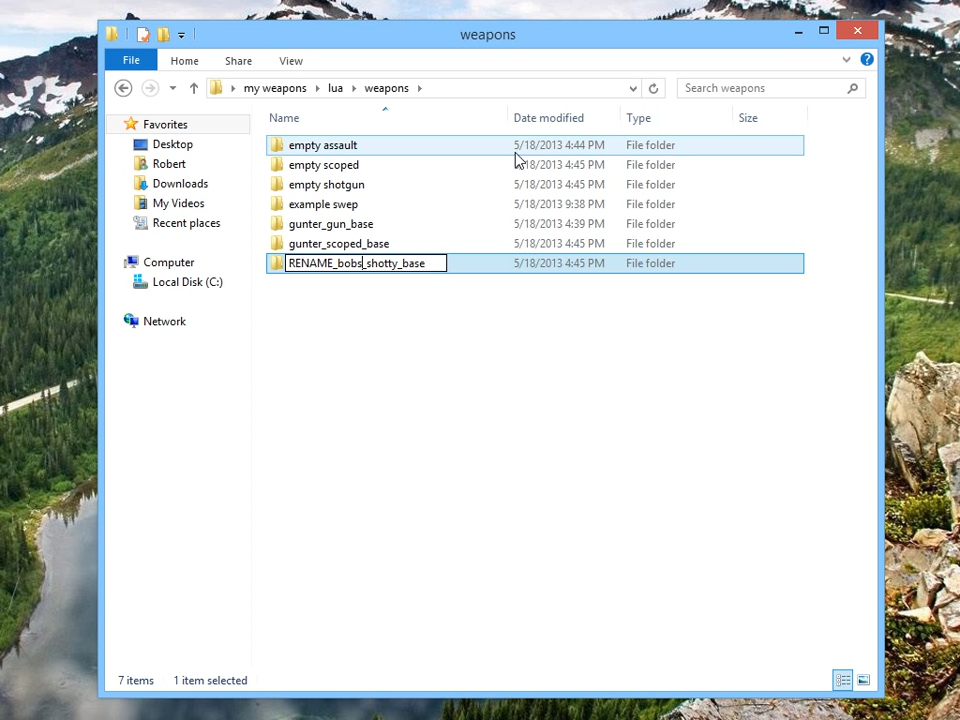 weapons
File
Home
Share
View
my weapons
lua
weapons
Search weapons
Name
Date modified
Type
Size
Favorites
Desktop
Robert
Downloads
My Videos
Recent places
Computer
Local Disk (C:)
Network
empty assault 5/18/2013 4:44 PM File folder
empty scoped 5/18/2013 4:45 PM File folder
empty shotgun 5/18/2013 4:45 PM File folder
example swep 5/18/2013 9:38 PM File folder
gunter_gun_base 5/18/2013 4:39 PM File folder
gunter_scoped_base 5/18/2013 4:45 PM File folder
RENAME_bobs_shotty_base 5/18/2013 4:45 PM File folder
7 items
1 item selected